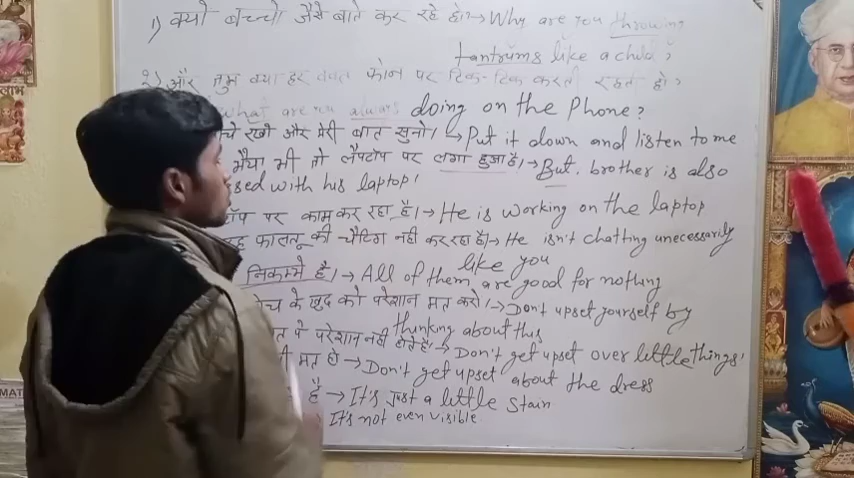 1) क्यों बच्चों जैसे बाते कर रहे हो?→Why are you throwing
tantrums like a child?
2) और तुम क्या हर वक्त फोन पर टिक-टिक करती रहते हो?
what are you always doing on the Phone?
चे रखो और मेरी बात सुनो।→Put it down and listen to me
भैया भी तो लैपटॉप पर लगा हुआ है।→But, brother is also
sed with his laptop!
टॉप पर काम कर रहा है।→He is working on the laptop
फालतू की चैटिंग नही कर रहा है।→He isn't chatting unecessarily
like you
निकम्मे है।→All of them are good for nothing
सोच के खुद को परेशान मत करो।→Don't upset yourself by
thinking about this
परेशान नही होते है।→Don't get upset over little things!
मत हो→Don't get upset about the dress
है→It's just a little stain
It's not even visible.